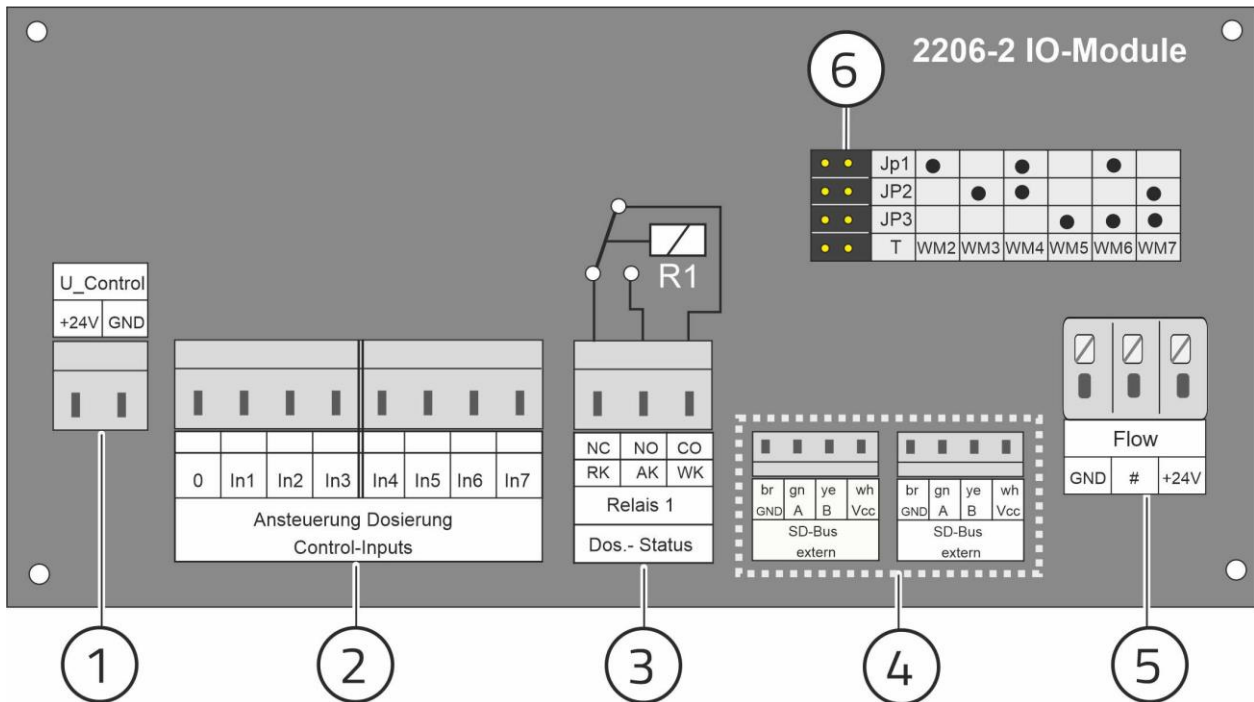 2206-2 IO-Module
6
Jp1
JP2
JP3
T WM2 WM3 WM4 WM5 WM6 WM7
R1
U_Control
+24V GND
0 In1 In2 In3 In4 In5 In6 In7
Ansteuerung Dosierung
Control-Inputs
NC NO CO
RK AK WK
Relais 1
Dos.- Status
br gn ye wh
GND A B Vcc
SD-Bus
extern
br gn ye wh
GND A B Vcc
SD-Bus
extern
Flow
GND # +24V
1 2 3 4 5